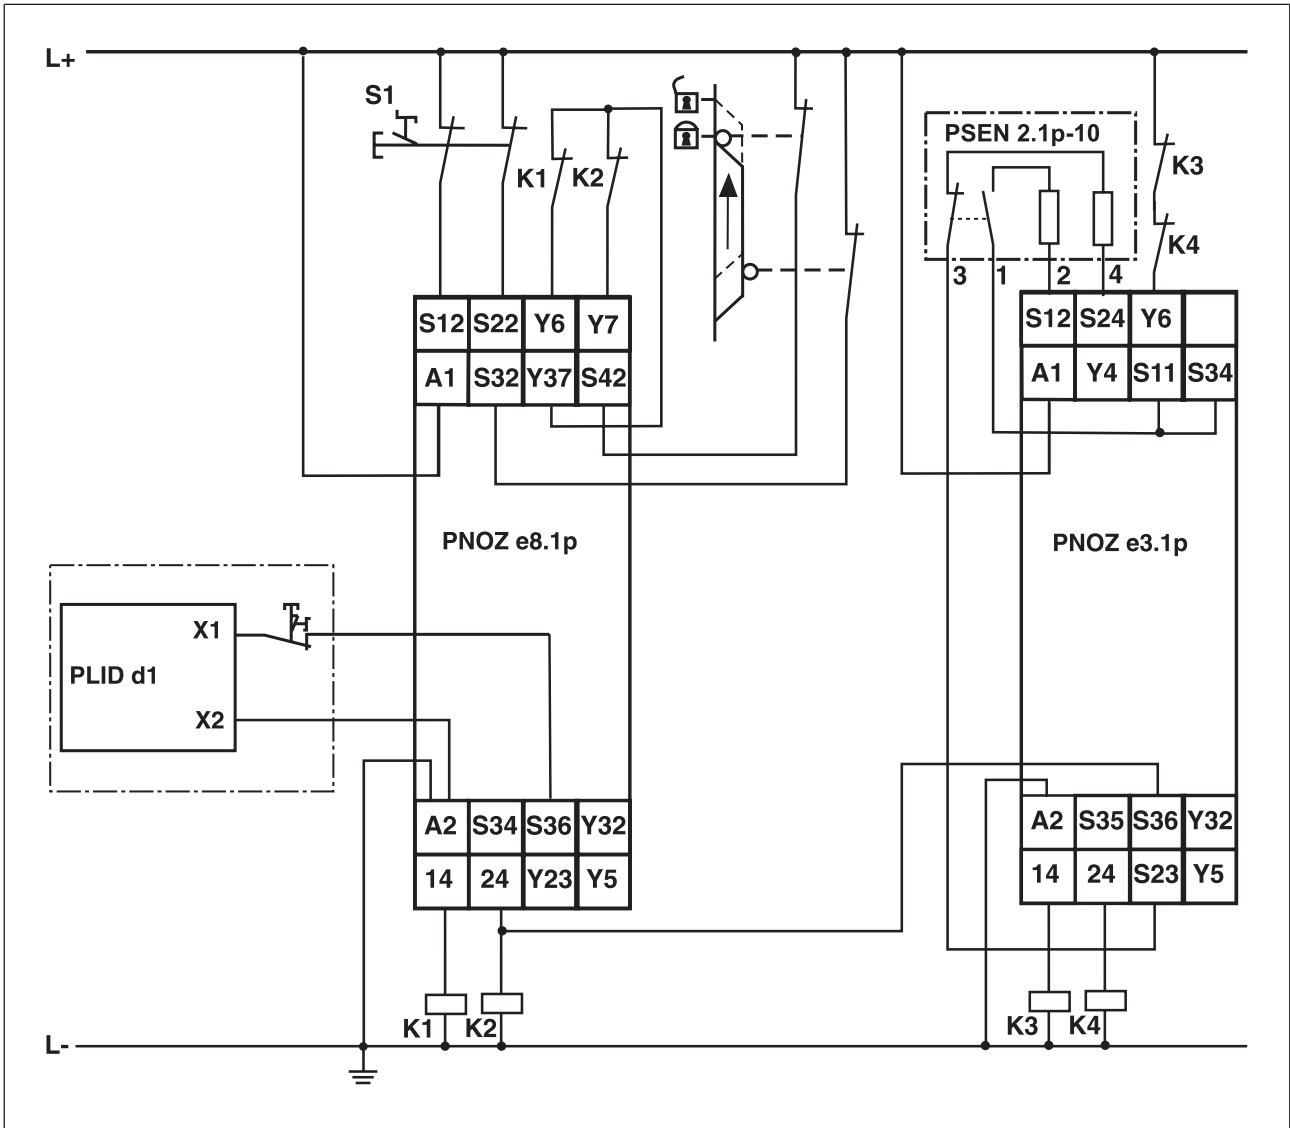 L+
S1
PSEN 2.1p-10
K1
K2
K3
K4
3
1
2
4
S12 S22 Y6 Y7
A1 S32 Y37 S42
S12 S24 Y6
A1 Y4 S11 S34
PNOZ e8.1p
PNOZ e3.1p
X1
PLID d1
X2
A2 S34 S36 Y32
14 24 Y23 Y5
A2 S35 S36 Y32
14 24 S23 Y5
K1
K2
K3
K4
L-